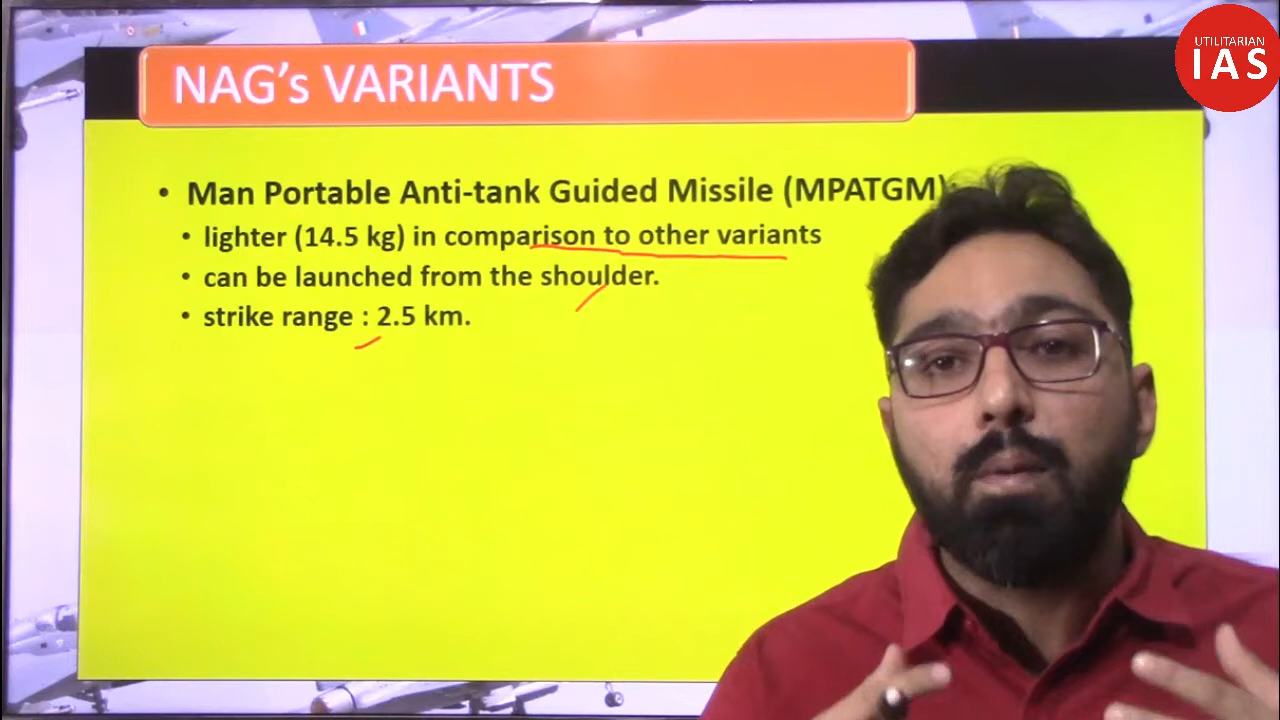 UTILITARIAN
IAS
NAG's VARIANTS
• Man Portable Anti-tank Guided Missile (MPATGM):
• lighter (14.5 kg) in comparison to other variants
• can be launched from the shoulder.
• strike range : 2.5 km.